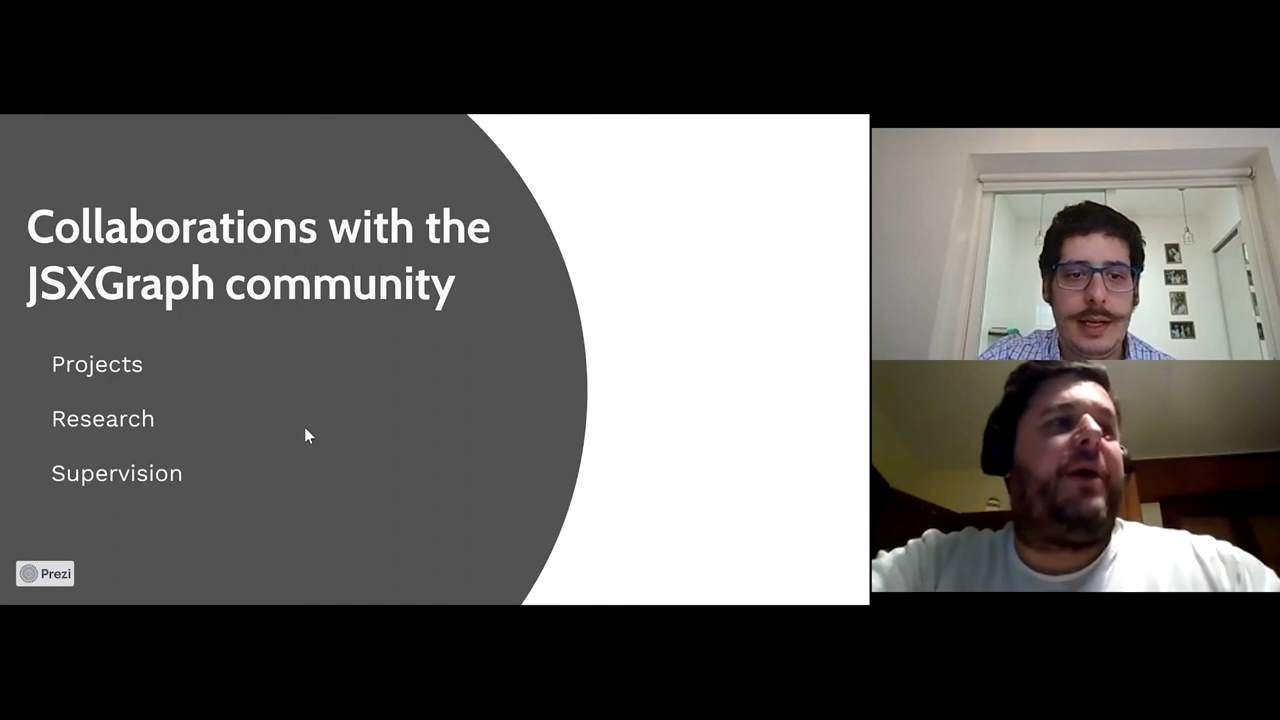 Collaborations with the
JSXGraph community
Projects
Research
Supervision
Prezi